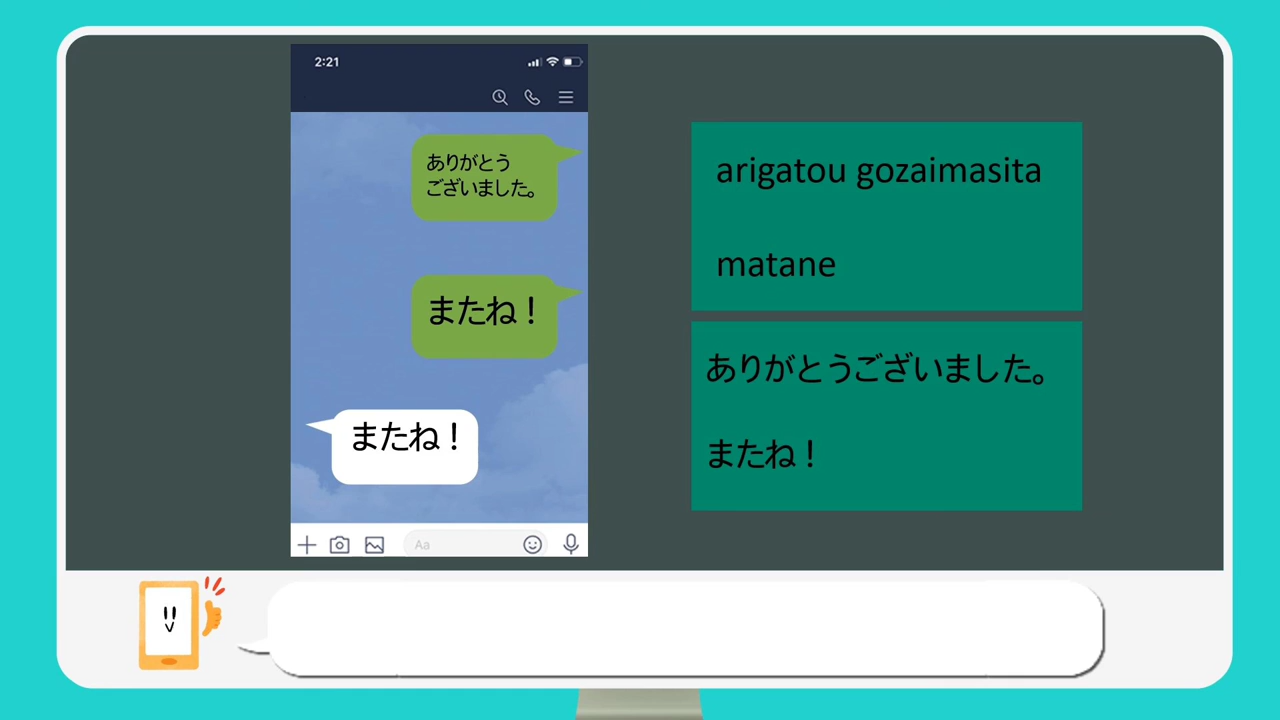 2:21
ありがとう
ございました。
またね！
またね！
Aa
arigatou gozaimasita
matane
ありがとうございました。
またね！